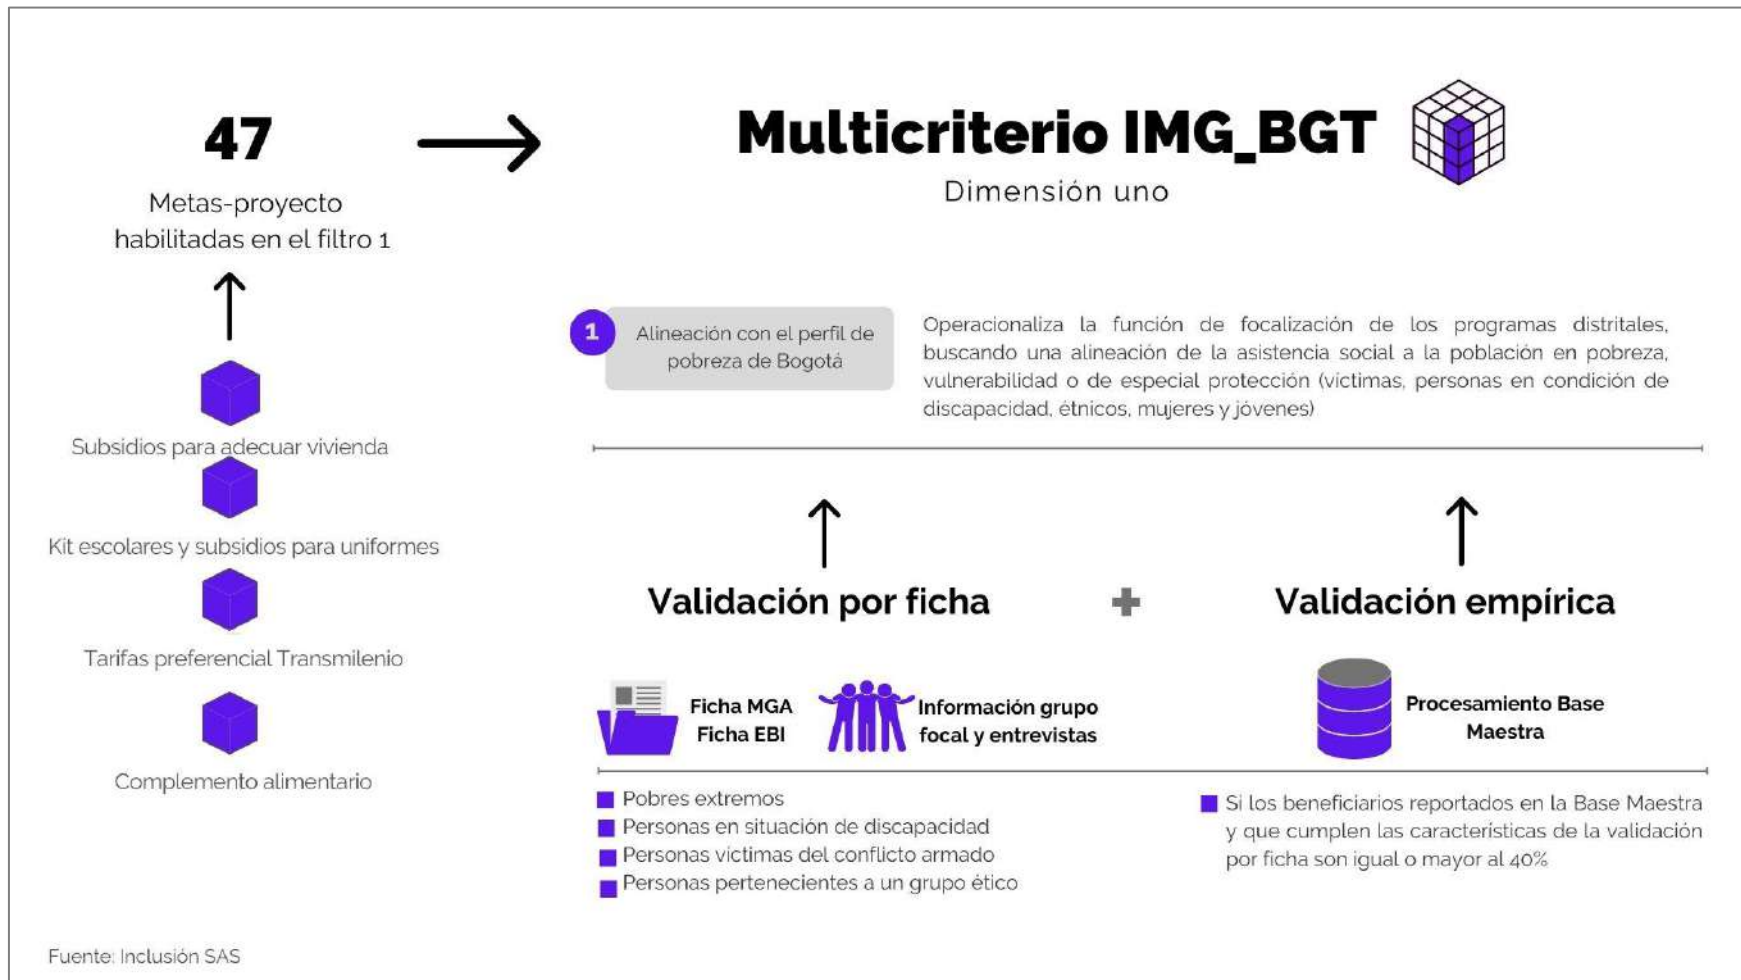 47
Metas-proyecto
habilitadas en el filtro 1
Subsidios para adecuar vivienda
Kit escolares y subsidios para uniformes
Tarifas preferencial Transmilenio
Complemento alimentario
Multicriterio IMG_BGT
Dimensión uno
1
Alineación con el perfil de
pobreza de Bogotá
Operacionaliza la función de focalización de los programas distritales,
buscando una alineación de la asistencia social a la población en pobreza,
vulnerabilidad o de especial protección (víctimas, personas en condición de
discapacidad, étnicos, mujeres y jóvenes)
Validación por ficha
+
Validación empírica
Ficha MGA
Ficha EBI
Información grupo
focal y entrevistas
Procesamiento Base
Maestra
Pobres extremos
Personas en situación de discapacidad
Personas víctimas del conflicto armado
Personas pertenecientes a un grupo ético
Si los beneficiarios reportados en la Base Maestra
y que cumplen las características de la validación
por ficha son igual o mayor al 40%
Fuente: Inclusión SAS